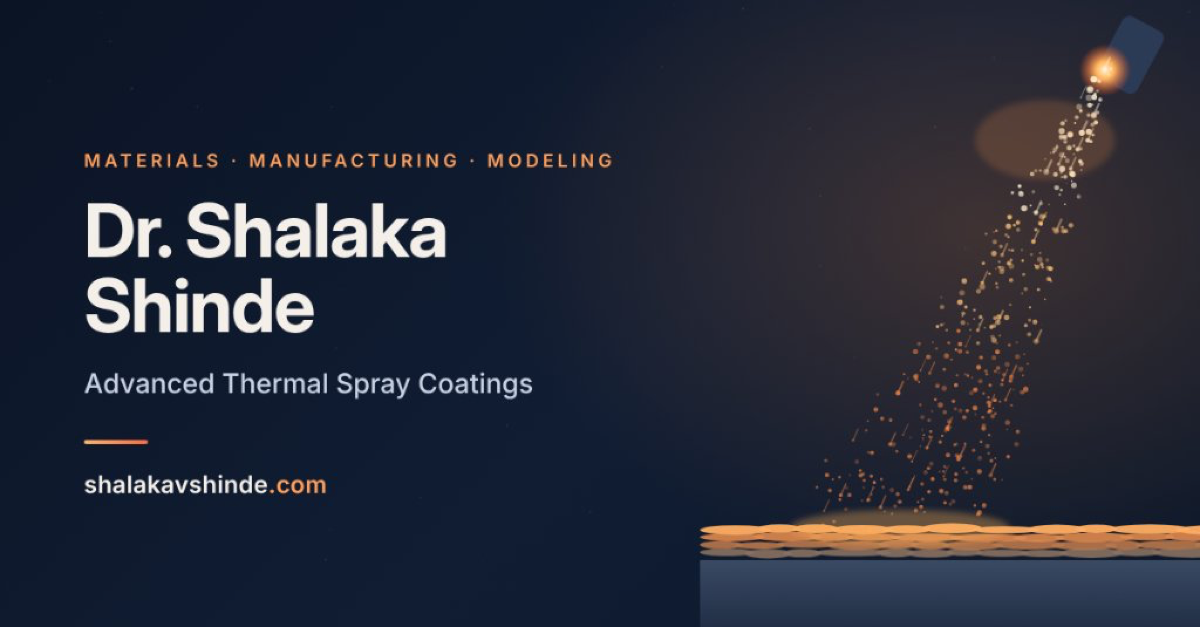 MATERIALS · MANUFACTURING · MODELING
Dr. Shalaka
Shinde
Advanced Thermal Spray Coatings
shalakavshinde.com